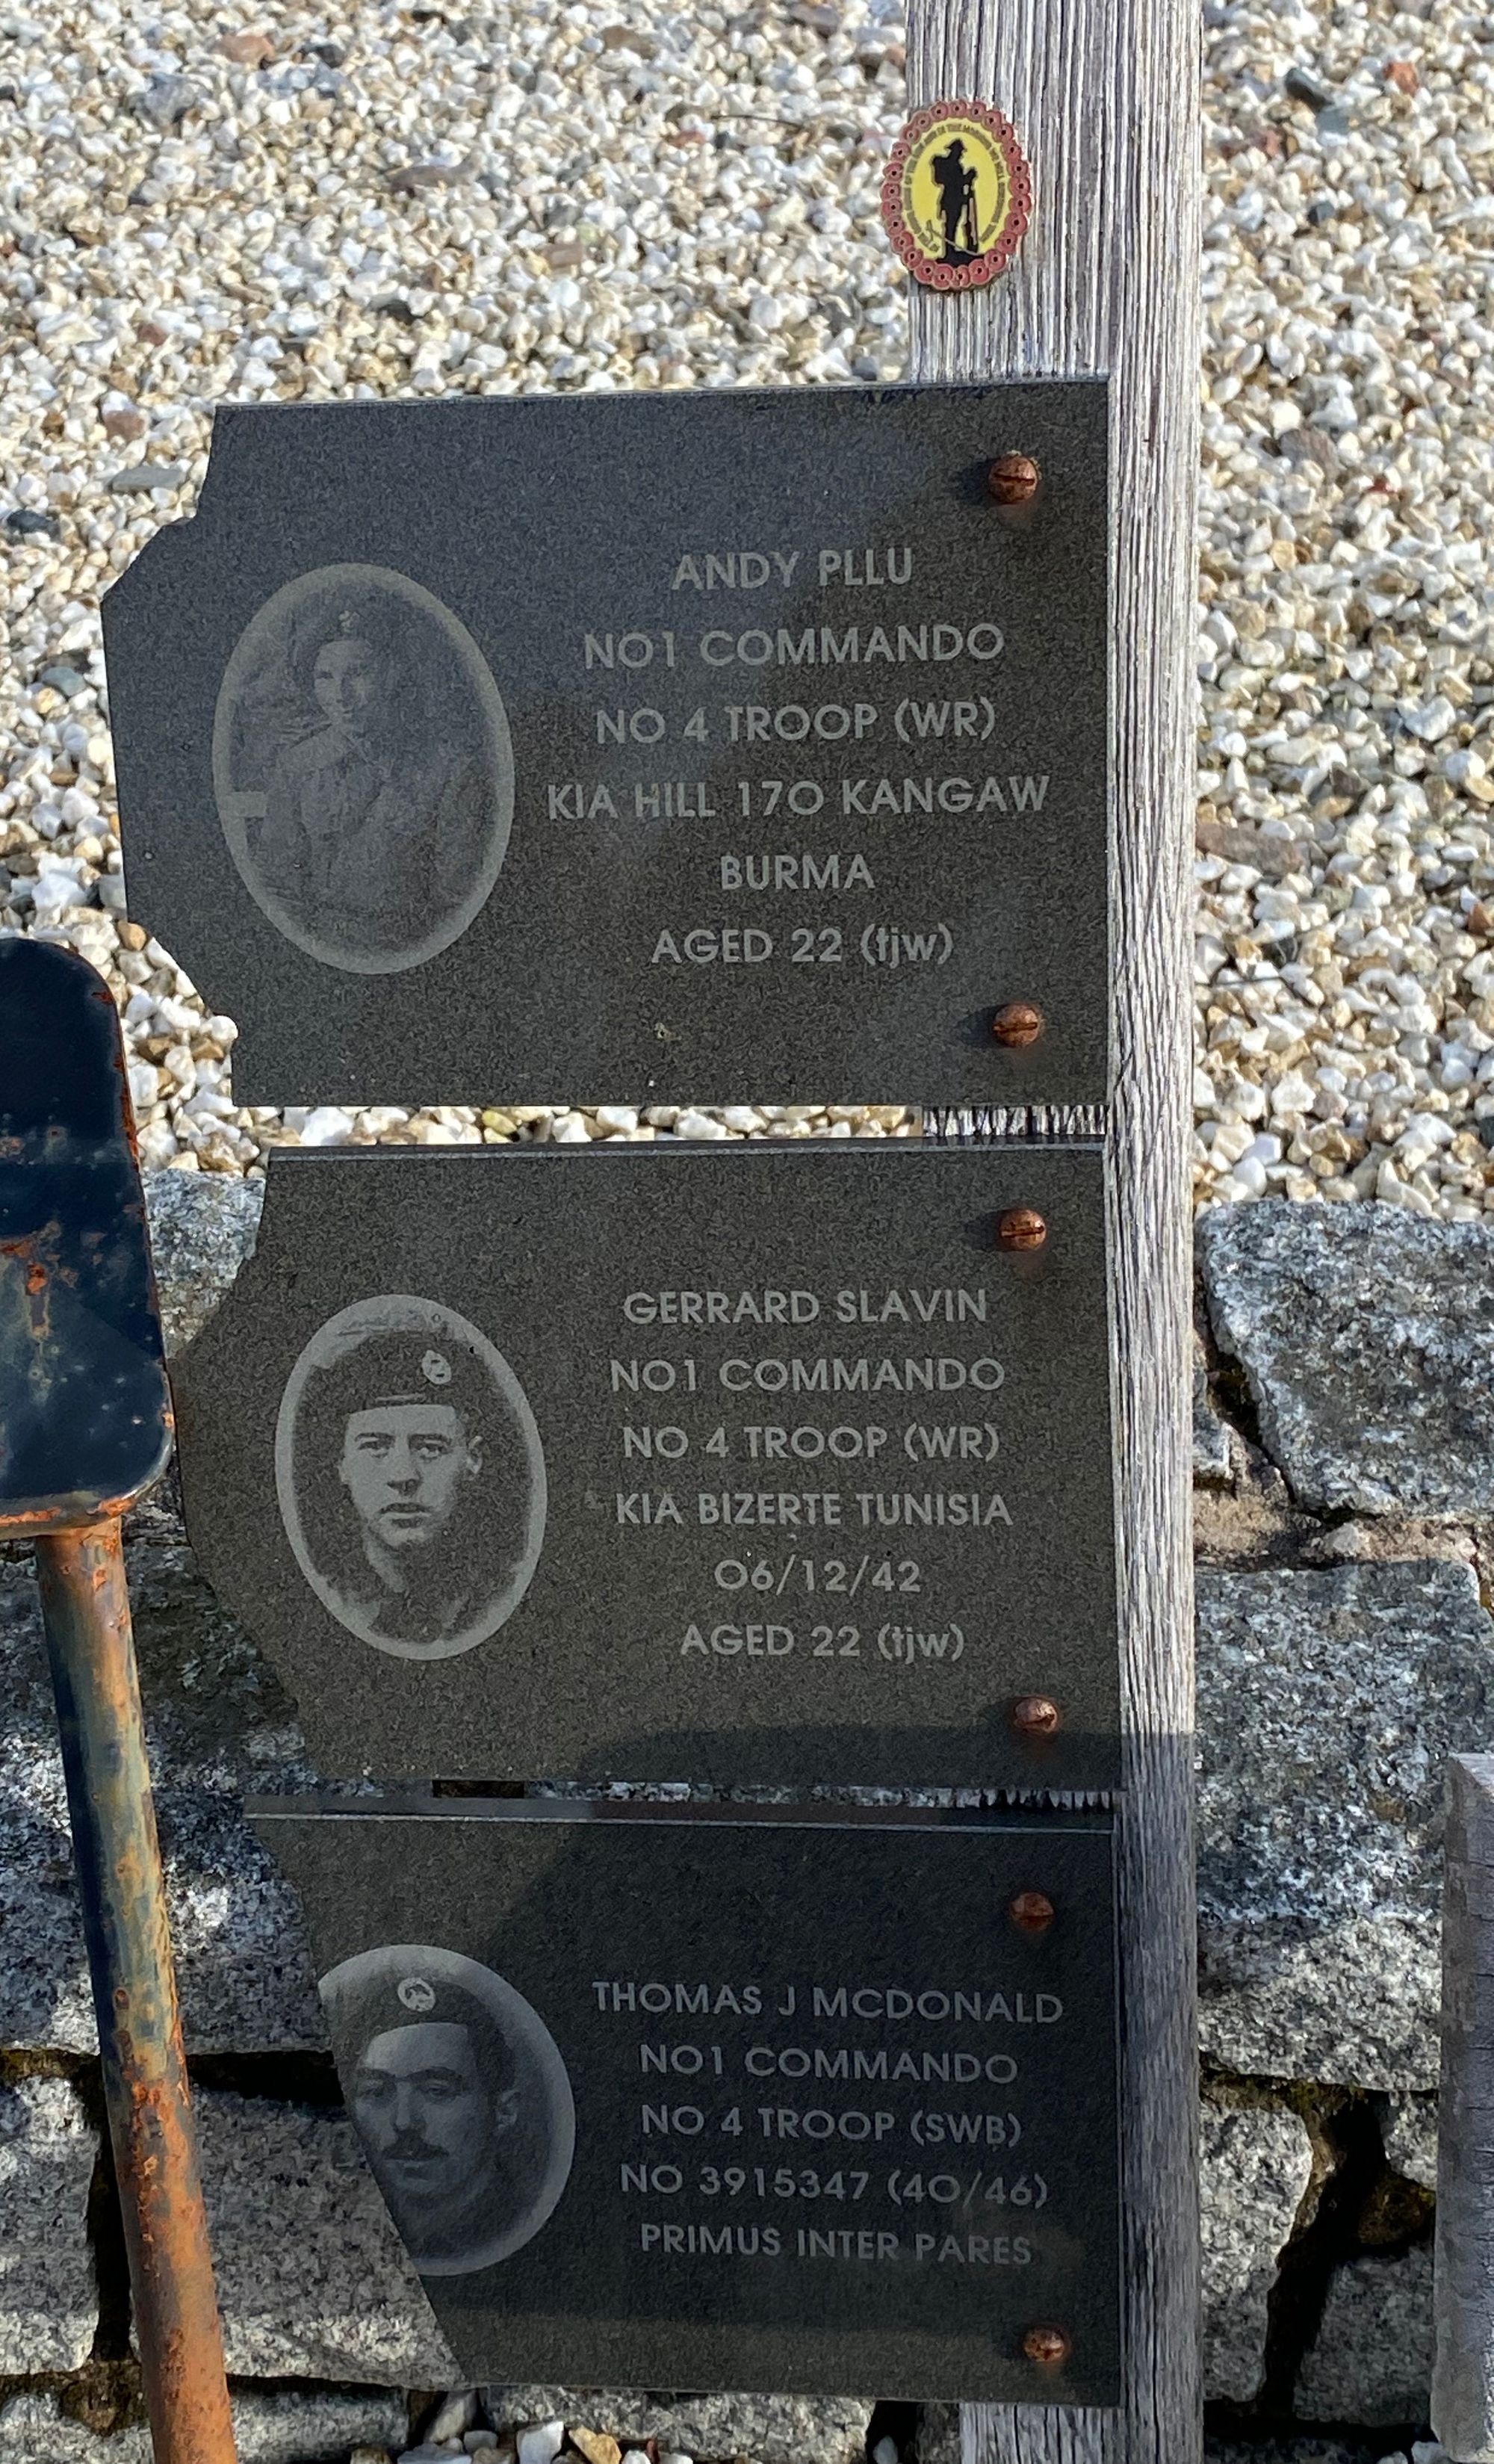 ANDY PLLU
NO1 COMMANDO
NO 4 TROOP (WR)
KIA HILL 170 KANGAW
BURMA
AGED 22 (tjw)
GERRARD SLAVIN
NO1 COMMANDO
NO 4 TROOP (WR)
KIA BIZERTE TUNISIA
06/12/42
AGED 22 (tjw)
THOMAS J MCDONALD
NO1 COMMANDO
NO 4 TROOP (SWB)
NO 3915347 (40/46)
PRIMUS INTER PARES